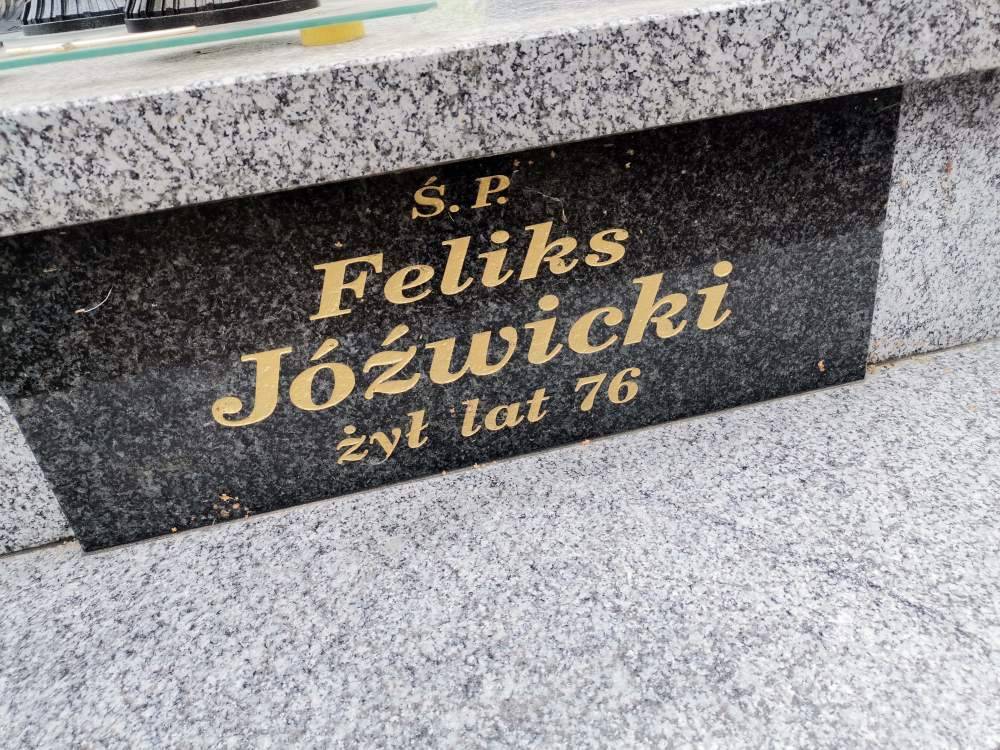 Ś. P.
Feliks
Jóźwicki
żył lat 76